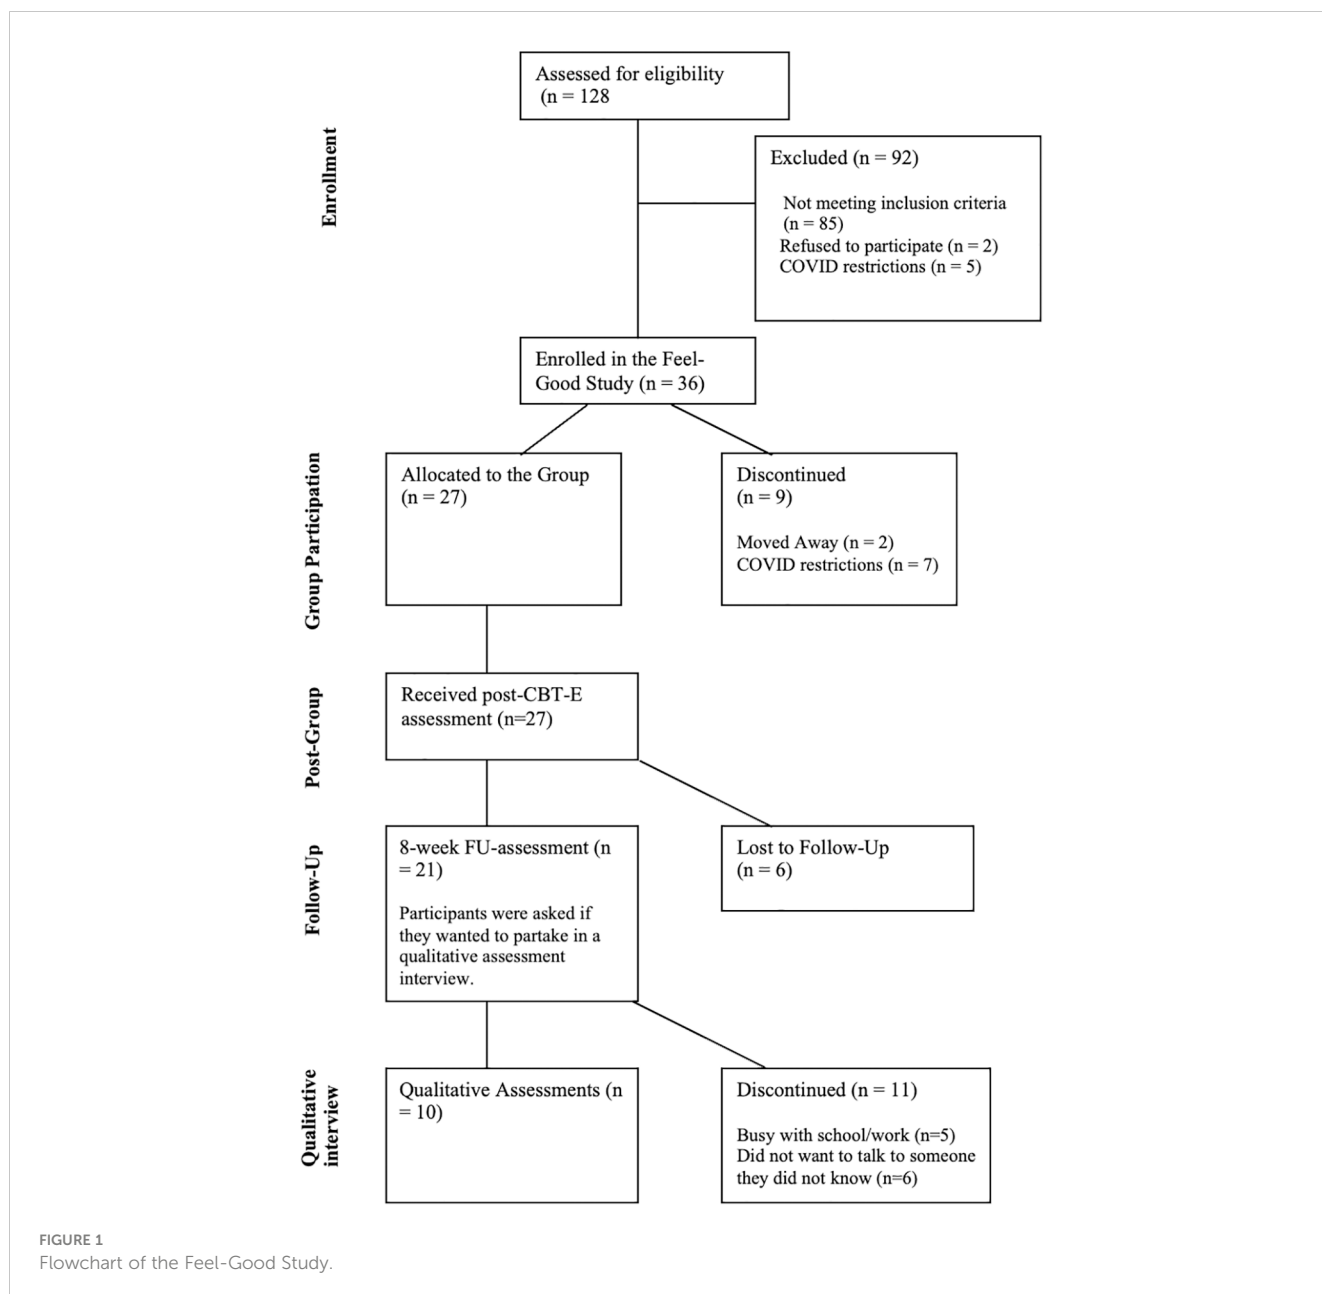 Assessed for eligibility
(n = 128
Enrollment
Excluded (n = 92)
Not meeting inclusion criteria
(n = 85)
Refused to participate (n = 2)
COVID restrictions (n = 5)
Enrolled in the Feel-
Good Study (n = 36)
Group Participation
Allocated to the Group
(n = 27)
Discontinued
(n = 9)
Moved Away (n = 2)
COVID restrictions (n = 7)
Post-Group
Received post-CBT-E
assessment (n=27)
Follow-Up
8-week FU-assessment (n
= 21)
Participants were asked if
they wanted to partake in a
qualitative assessment
interview.
Lost to Follow-Up
(n = 6)
Qualitative
interview
Qualitative Assessments (n
= 10)
Discontinued (n = 11)
Busy with school/work (n=5)
Did not want to talk to someone
they did not know (n=6)
FIGURE 1
Flowchart of the Feel-Good Study.